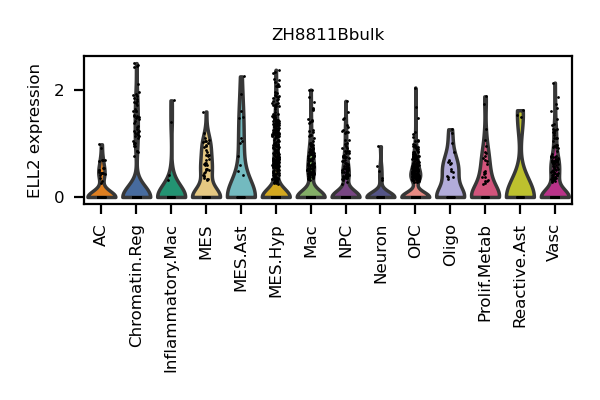 ZH8811Bbulk
ELL2 expression
2
0
AC
Chromatin.Reg
Inflammatory.Mac
MES
MES.Ast
MES.Hyp
Mac
NPC
Neuron
OPC
Oligo
Prolif.Metab
Reactive.Ast
Vasc